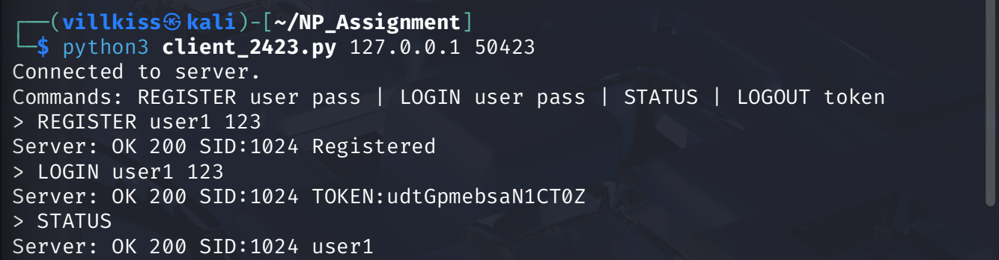 ┌──(villkiss㉿kali)-[~/NP_Assignment]
└─$ python3 client_2423.py 127.0.0.1 50423
Connected to server.
Commands: REGISTER user pass | LOGIN user pass | STATUS | LOGOUT token
> REGISTER user1 123
Server: OK 200 SID:1024 Registered
> LOGIN user1 123
Server: OK 200 SID:1024 TOKEN:udtGpmebsaN1CT0Z
> STATUS
Server: OK 200 SID:1024 user1